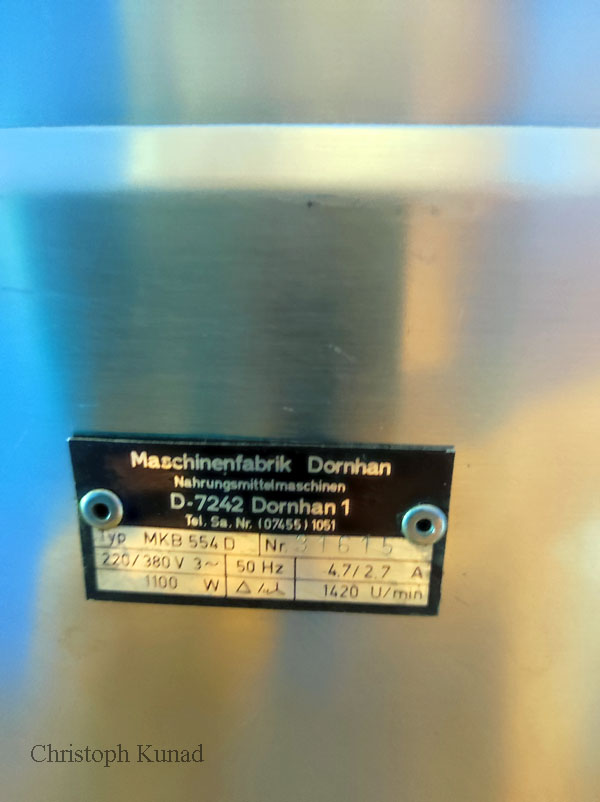 Maschinenfabrik Dornhan
Nahrungsmittelmaschinen
D-7242 Dornhan 1
Tel. Sa. Nr. (07455) 1051
Typ MKB 554 D Nr. 31615
220/380 V 3~ 50 Hz 4.7/2.7 A
1100 W Δ/⅄ 1420 U/min
Christoph Kunad